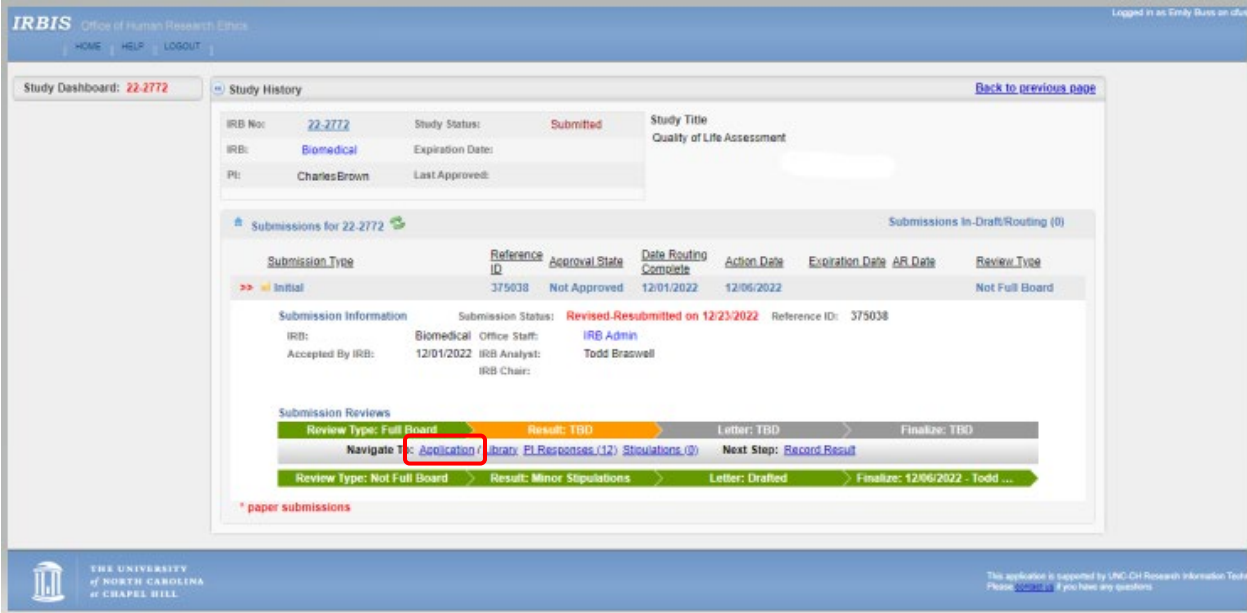 Logged in as Emily Buss on cfus
IRBIS Office of Human Research Ethics
HOME | HELP | LOGOUT |
Study Dashboard: 22-2772
Study History
Back to previous page
IRB No: 22-2772 Study Status: Submitted
Study Title
Quality of Life Assessment
IRB: Biomedical Expiration Date:
PI: Charles Brown Last Approved:
Submissions for 22-2772
Submissions In-Draft/Routing (0)
Submission Type Reference ID Approval State Date Routing Complete Action Date Expiration Date AR Date Review Type
>> Initial 375038 Not Approved 12/01/2022 12/06/2022 Not Full Board
Submission Information Submission Status: Revised-Resubmitted on 12/23/2022 Reference ID: 375038
IRB: Biomedical Office Staff: IRB Admin
Accepted By IRB: 12/01/2022 IRB Analyst: Todd Braswell
IRB Chair:
Submission Reviews
Review Type: Full Board Result: TBD Letter: TBD Finalize: TBD
Navigate To: Application / Library PI Responses (12) Stipulations (0) Next Step: Record Result
Review Type: Not Full Board Result: Minor Stipulations Letter: Drafted Finalize: 12/06/2022 - Todd ...
* paper submissions
THE UNIVERSITY
of NORTH CAROLINA
at CHAPEL HILL
This application is supported by UNC-CH Research Information Techn
Please contact us if you have any questions.